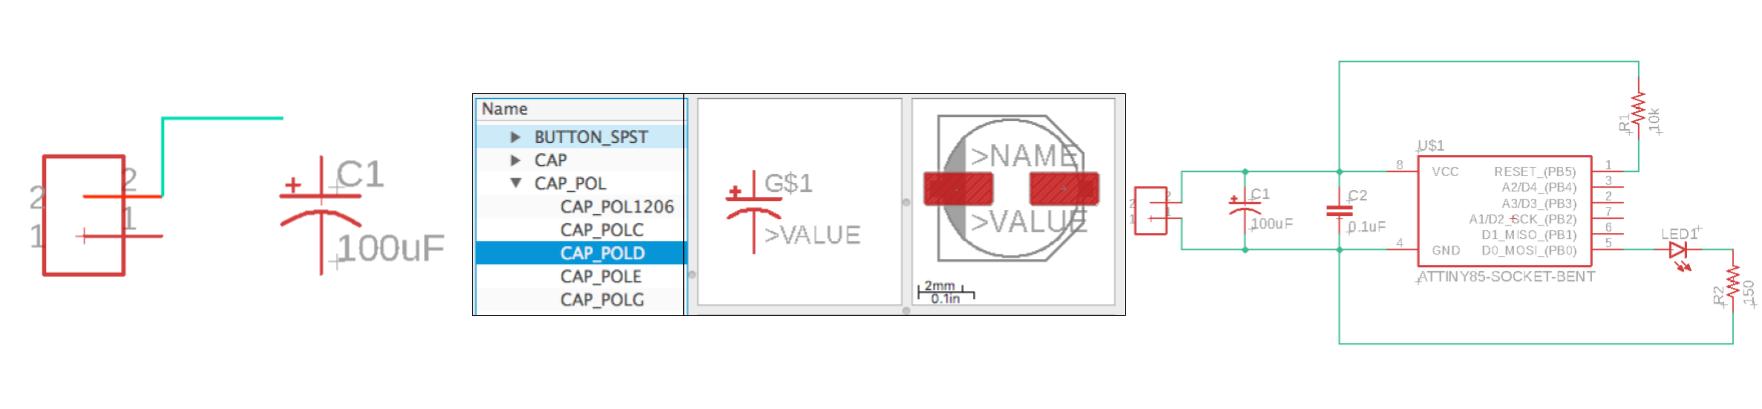 2
2
1
1
C1
100uF
Name
BUTTON_SPST
CAP
CAP_POL
CAP_POL1206
CAP_POLC
CAP_POLD
CAP_POLE
CAP_POLG
G$1
>VALUE
>NAME
>VALUE
2mm
0.1in
2
1
C1
100uF
C2
0.1uF
U$1
8
VCC
4
GND
RESET_(PB5)
1
A2/D4_(PB4)
3
A3/D3_(PB3)
2
A1/D2_SCK_(PB2)
7
D1_MISO_(PB1)
6
D0_MOSI_(PB0)
5
ATTINY85-SOCKET-BENT
R1
10k
LED1
R2
150